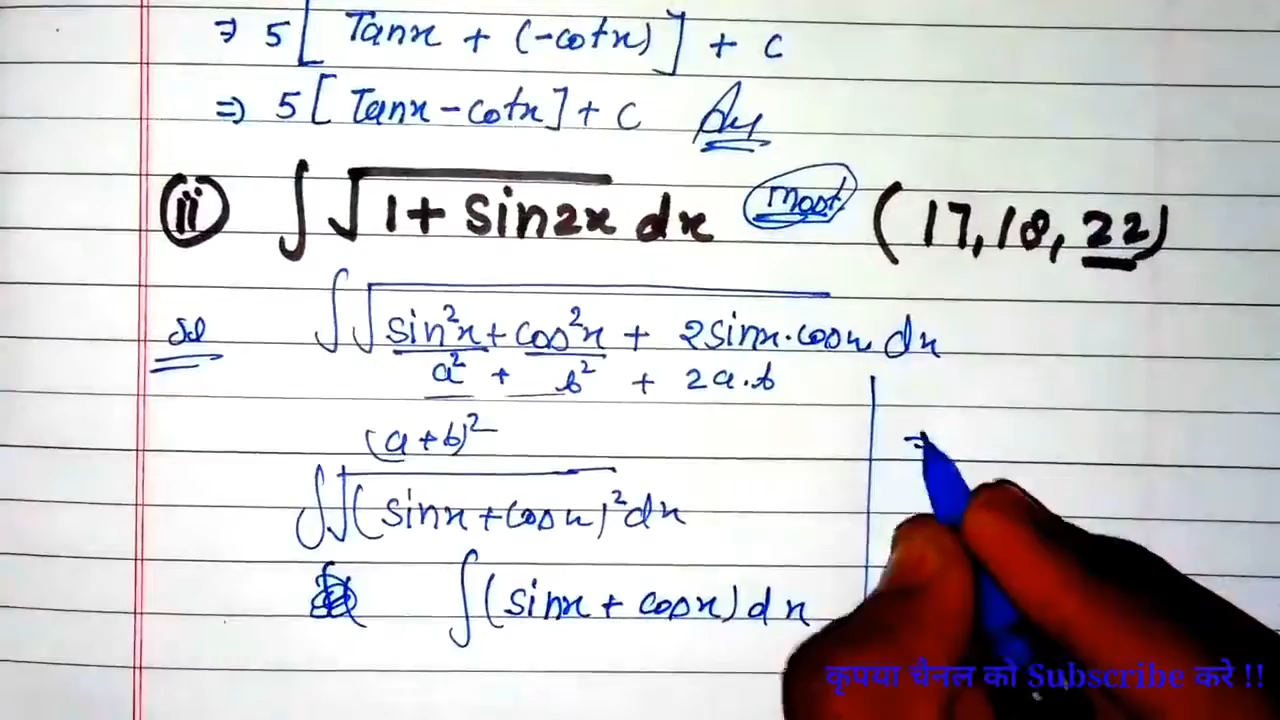 ⇒ 5[ Tanx + (-cotx) ] + c
⇒ 5[ Tanx - cotx ] + c Ans
(ii) ∫ √1 + sin2x dx most (17, 18, 22)
Sol ∫ √sin²x + cos²x + 2sinx.cosx dx
a² + b² + 2a.b
(a+b)²
∫ √(sinx + cosx)² dx
∫ (sinx + cosx) dx
कृपया चैनल को Subscribe करे !!